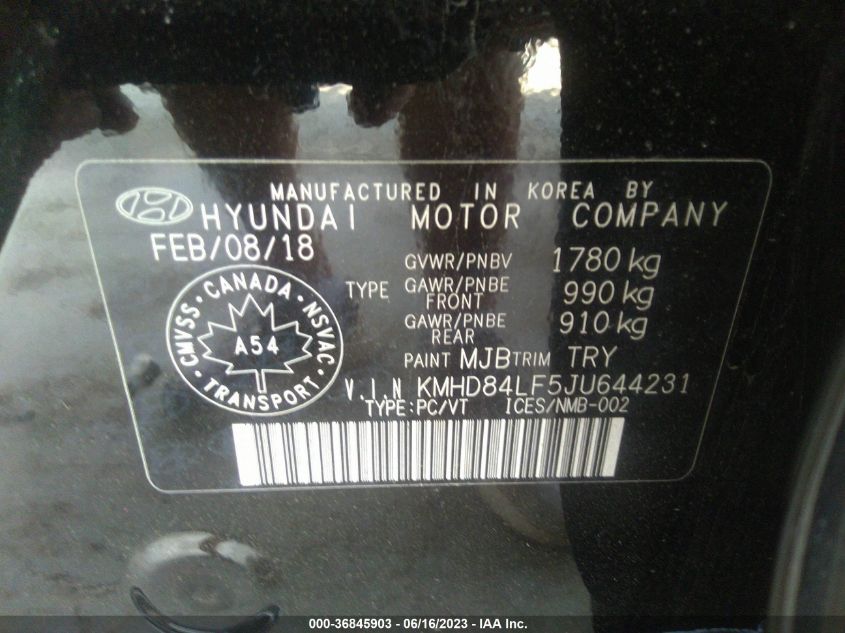 MANUFACTURED IN KOREA BY
HYUNDAI MOTOR COMPANY
FEB/08/18
GVWR/PNBV 1780 kg
TYPE GAWR/PNBE FRONT 990 kg
GAWR/PNBE REAR 910 kg
CMVSS · CANADA · NSVAC
A54
· TRANSPORT ·
PAINT MJB TRIM TRY
V.I.N KMHD84LF5JU644231
TYPE:PC/VT ICES/NMB-002
000-36845903 - 06/16/2023 - IAA Inc.